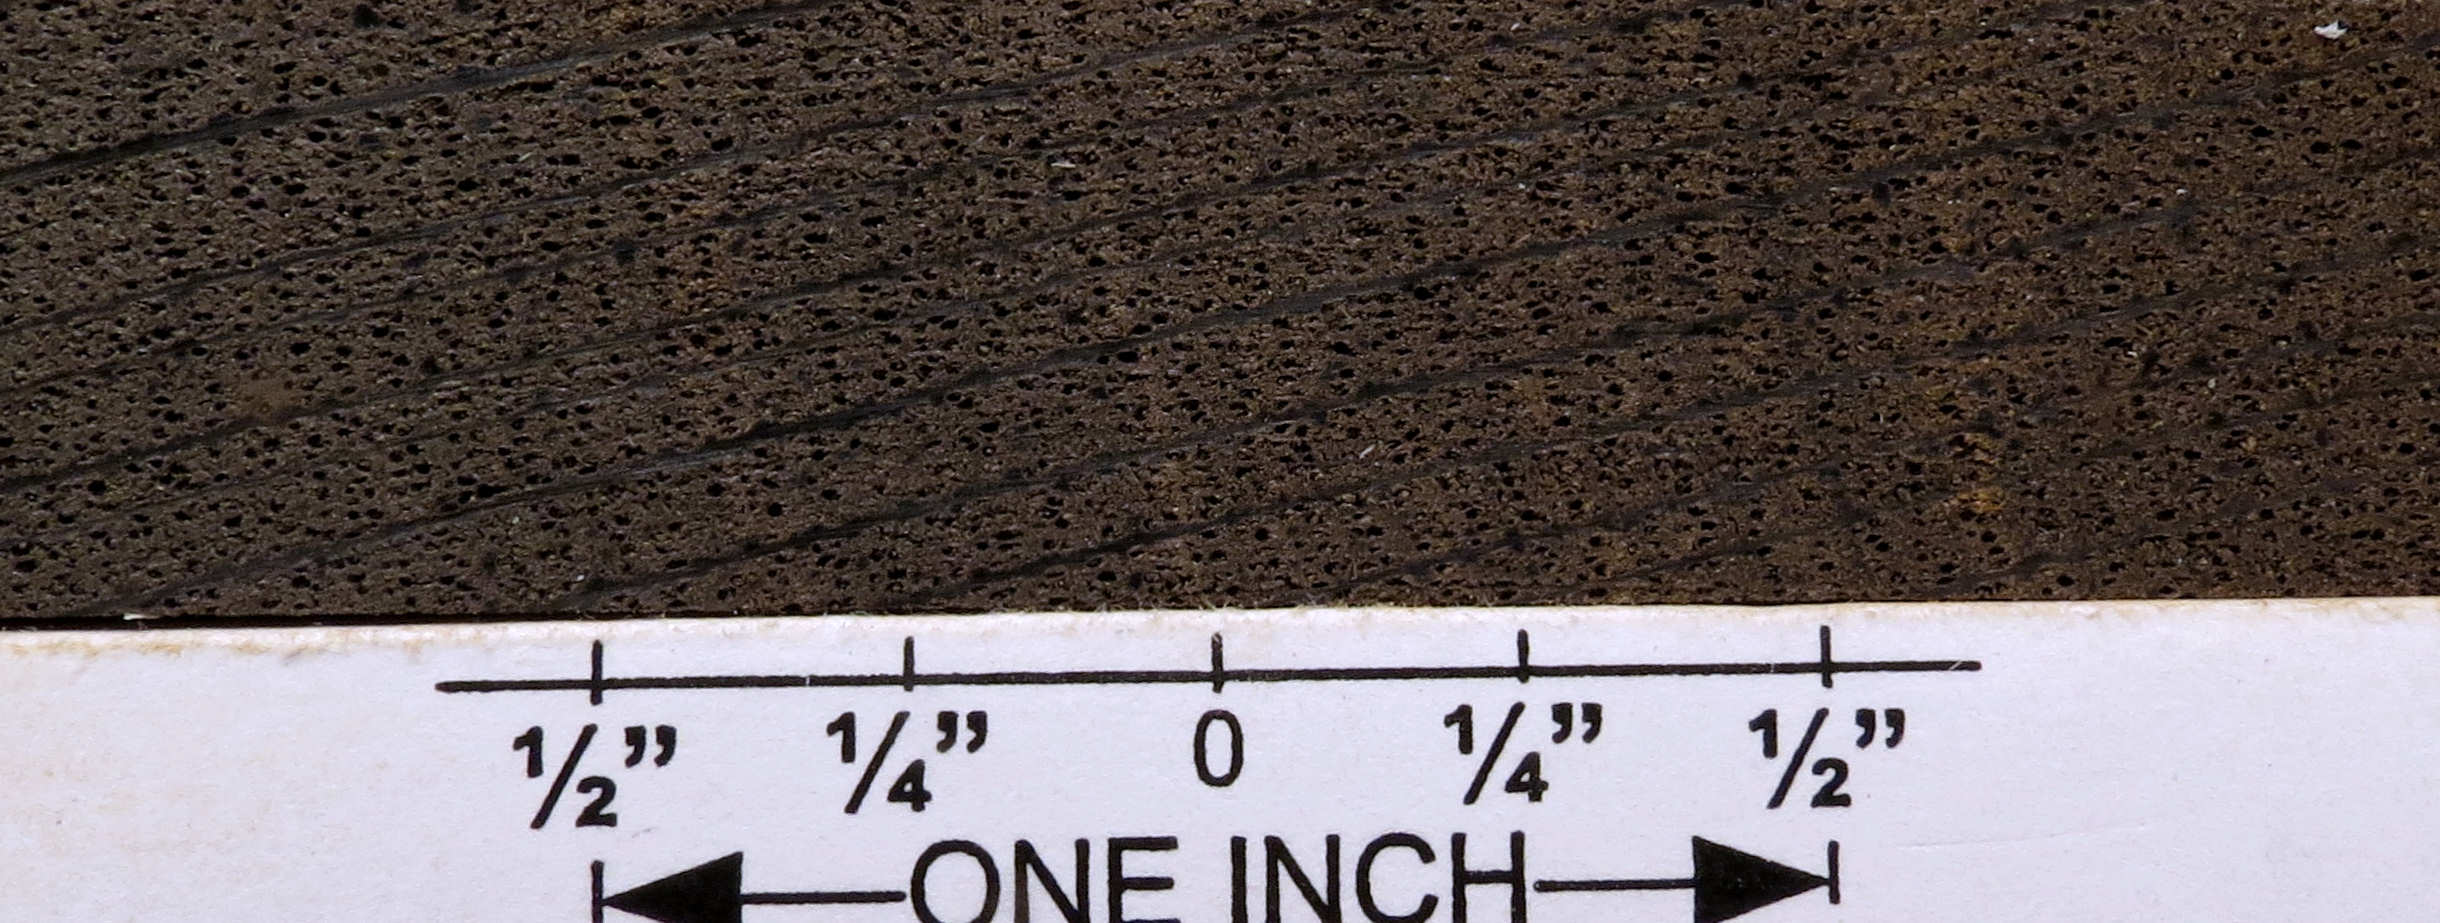 ½” ¼” 0 ¼” ½”
ONE INCH